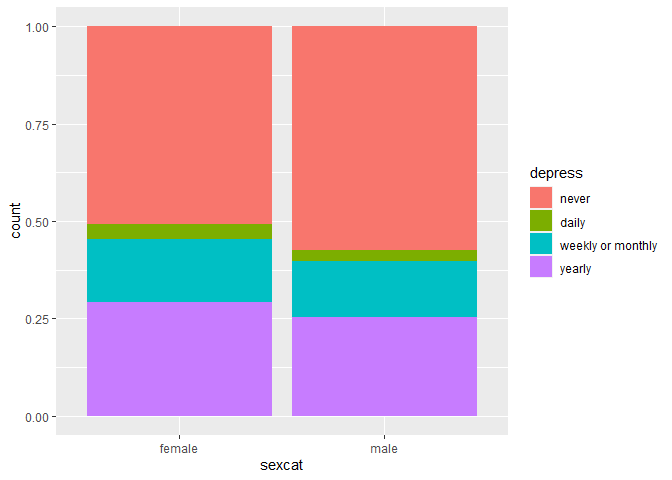 1.00
0.75
0.50
0.25
0.00
count
female
male
sexcat
depress
never
daily
weekly or monthly
yearly